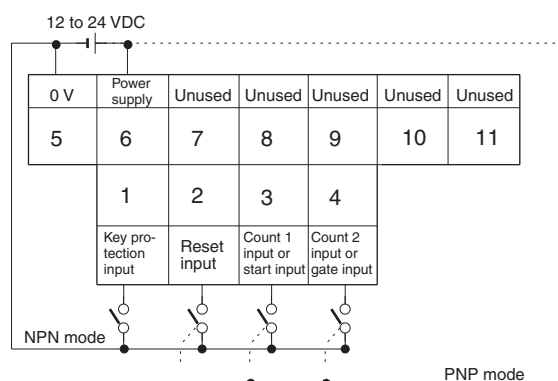 12 to 24 VDC
0 V
Power
supply
Unused
Unused
Unused
Unused
Unused
5
6
7
8
9
10
11
1
2
3
4
Key pro-
tection
input
Reset
input
Count 1
input or
start input
Count 2
input or
gate input
NPN mode
PNP mode